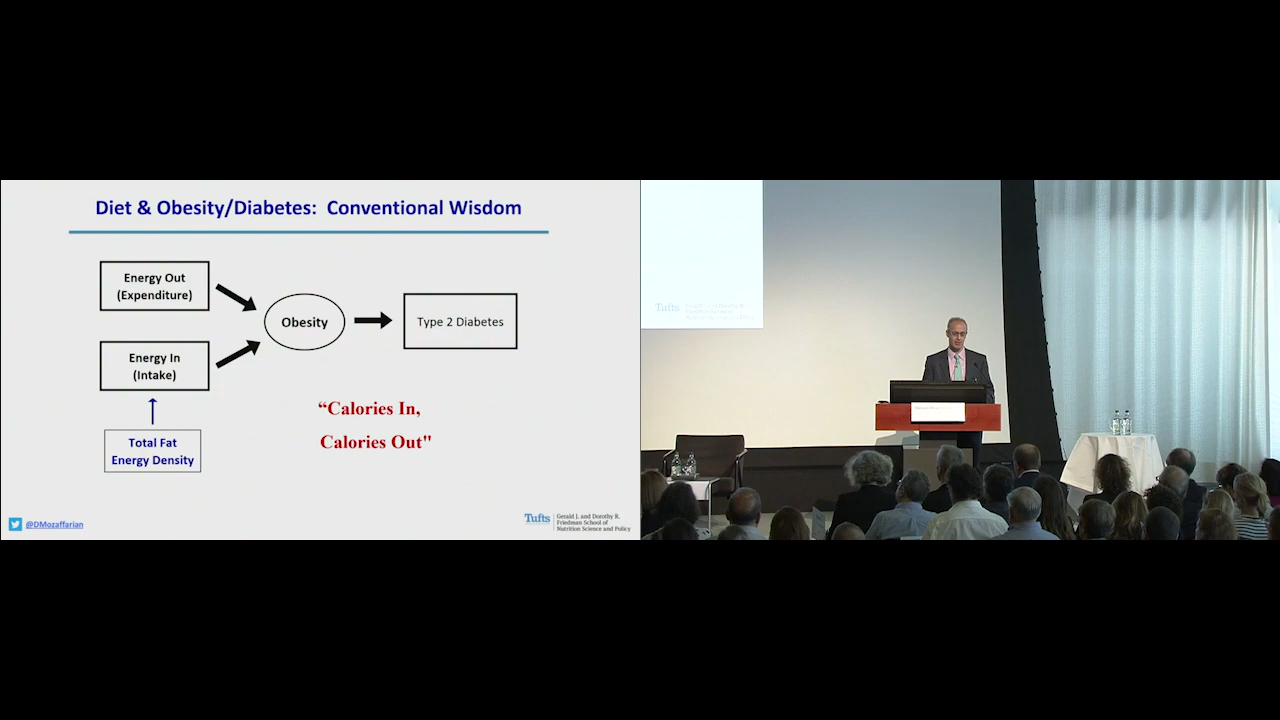 Diet & Obesity/Diabetes: Conventional Wisdom
Energy Out
(Expenditure)
Obesity
Type 2 Diabetes
Energy In
(Intake)
“Calories In,
Calories Out"
Total Fat
Energy Density
@DMozaffarian
Tufts
Gerald J. and Dorothy R.
Friedman School of
Nutrition Science and Policy
Tufts